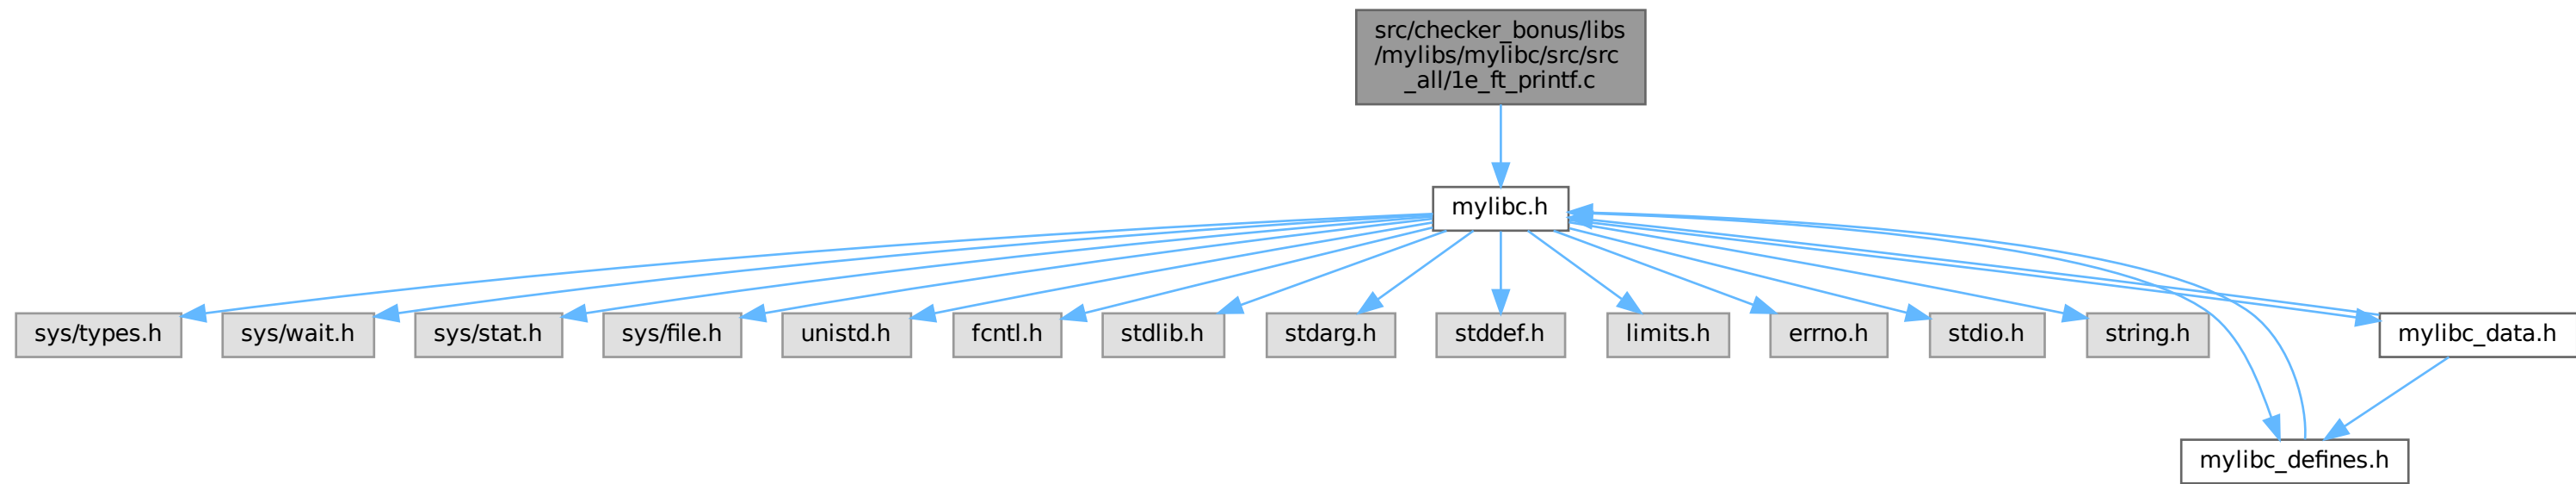 src/checker_bonus/libs
/mylibs/mylibc/src/src
_all/1e_ft_printf.c
mylibc.h
sys/types.h
sys/wait.h
sys/stat.h
sys/file.h
unistd.h
fcntl.h
stdlib.h
stdarg.h
stddef.h
limits.h
errno.h
stdio.h
string.h
mylibc_data.h
mylibc_defines.h